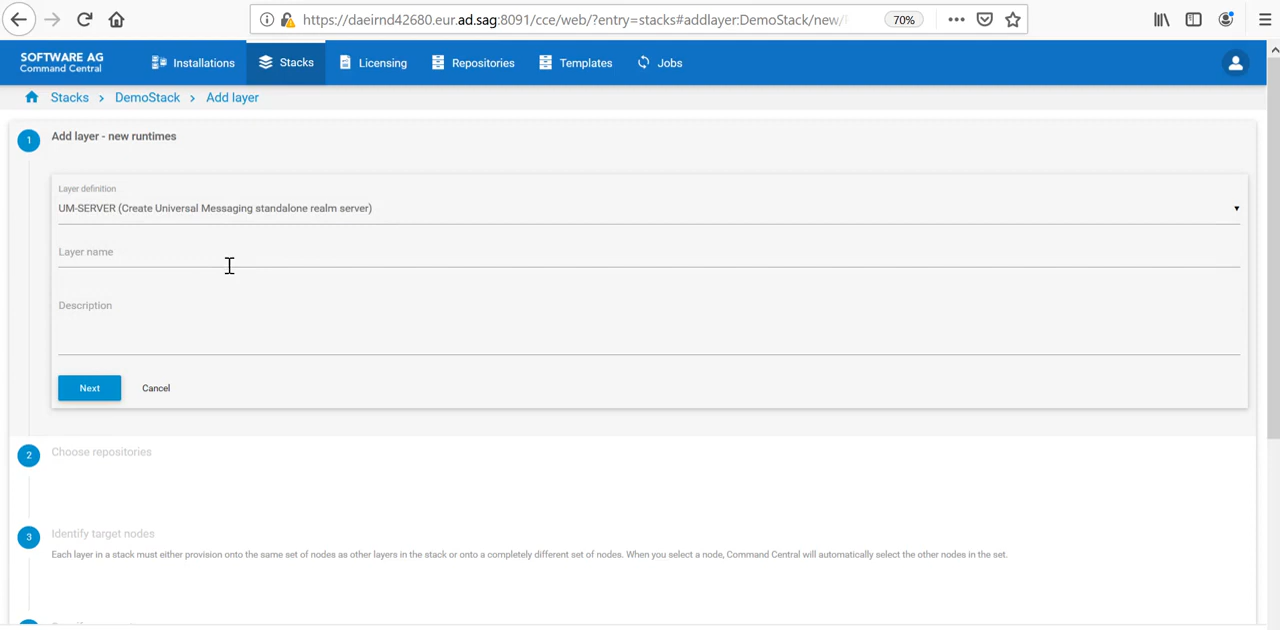 https://daeirnd42680.eur.ad.sag:8091/cce/web/?entry=stacks#addlayer:DemoStack/new/
70%
SOFTWARE AG
Command Central
Installations
Stacks
Licensing
Repositories
Templates
Jobs
Stacks > DemoStack > Add layer
1 Add layer - new runtimes
Layer definition
UM-SERVER (Create Universal Messaging standalone realm server)
Layer name
Description
Next Cancel
2 Choose repositories
3 Identify target nodes
Each layer in a stack must either provision onto the same set of nodes as other layers in the stack or onto a completely different set of nodes. When you select a node, Command Central will automatically select the other nodes in the set.